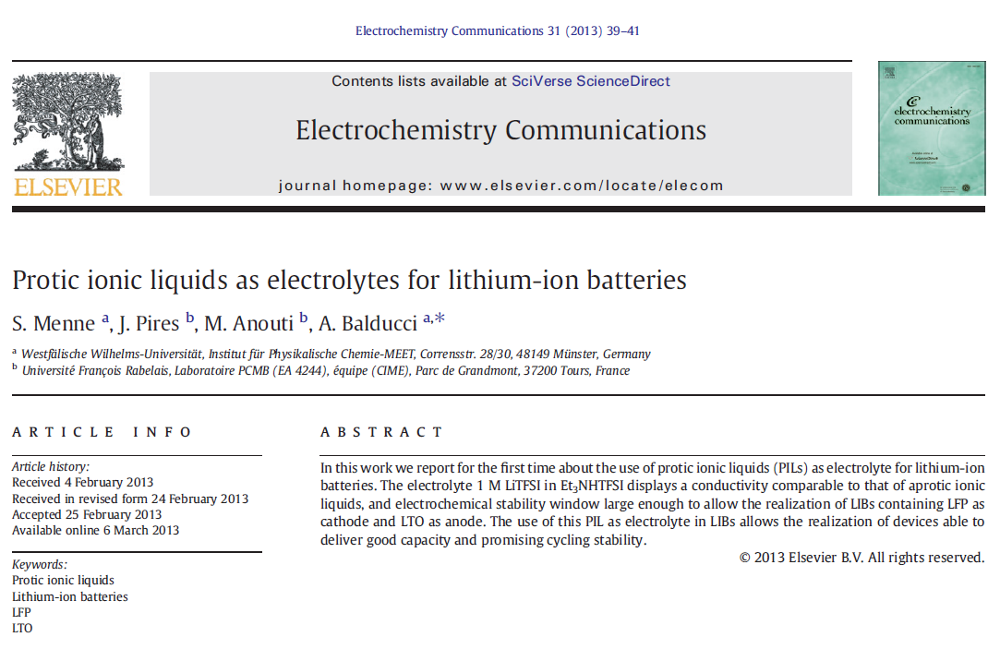 Electrochemistry Communications 31 (2013) 39–41
Contents lists available at SciVerse ScienceDirect
Electrochemistry Communications
journal homepage: www.elsevier.com/locate/elecom
ELSEVIER
electrochemistry
communications
Protic ionic liquids as electrolytes for lithium-ion batteries
S. Menne a, J. Pires b, M. Anouti b, A. Balducci a,*
a Westfälische Wilhelms-Universität, Institut für Physikalische Chemie-MEET, Corrensstr. 28/30, 48149 Münster, Germany
b Université François Rabelais, Laboratoire PCMB (EA 4244), équipe (CIME), Parc de Grandmont, 37200 Tours, France
ARTICLE INFO
Article history:
Received 4 February 2013
Received in revised form 24 February 2013
Accepted 25 February 2013
Available online 6 March 2013
Keywords:
Protic ionic liquids
Lithium-ion batteries
LFP
LTO
ABSTRACT
In this work we report for the first time about the use of protic ionic liquids (PILs) as electrolyte for lithium-ion
batteries. The electrolyte 1 M LiTFSI in Et₃NHTFSI displays a conductivity comparable to that of aprotic ionic
liquids, and electrochemical stability window large enough to allow the realization of LIBs containing LFP as
cathode and LTO as anode. The use of this PIL as electrolyte in LIBs allows the realization of devices able to
deliver good capacity and promising cycling stability.
© 2013 Elsevier B.V. All rights reserved.